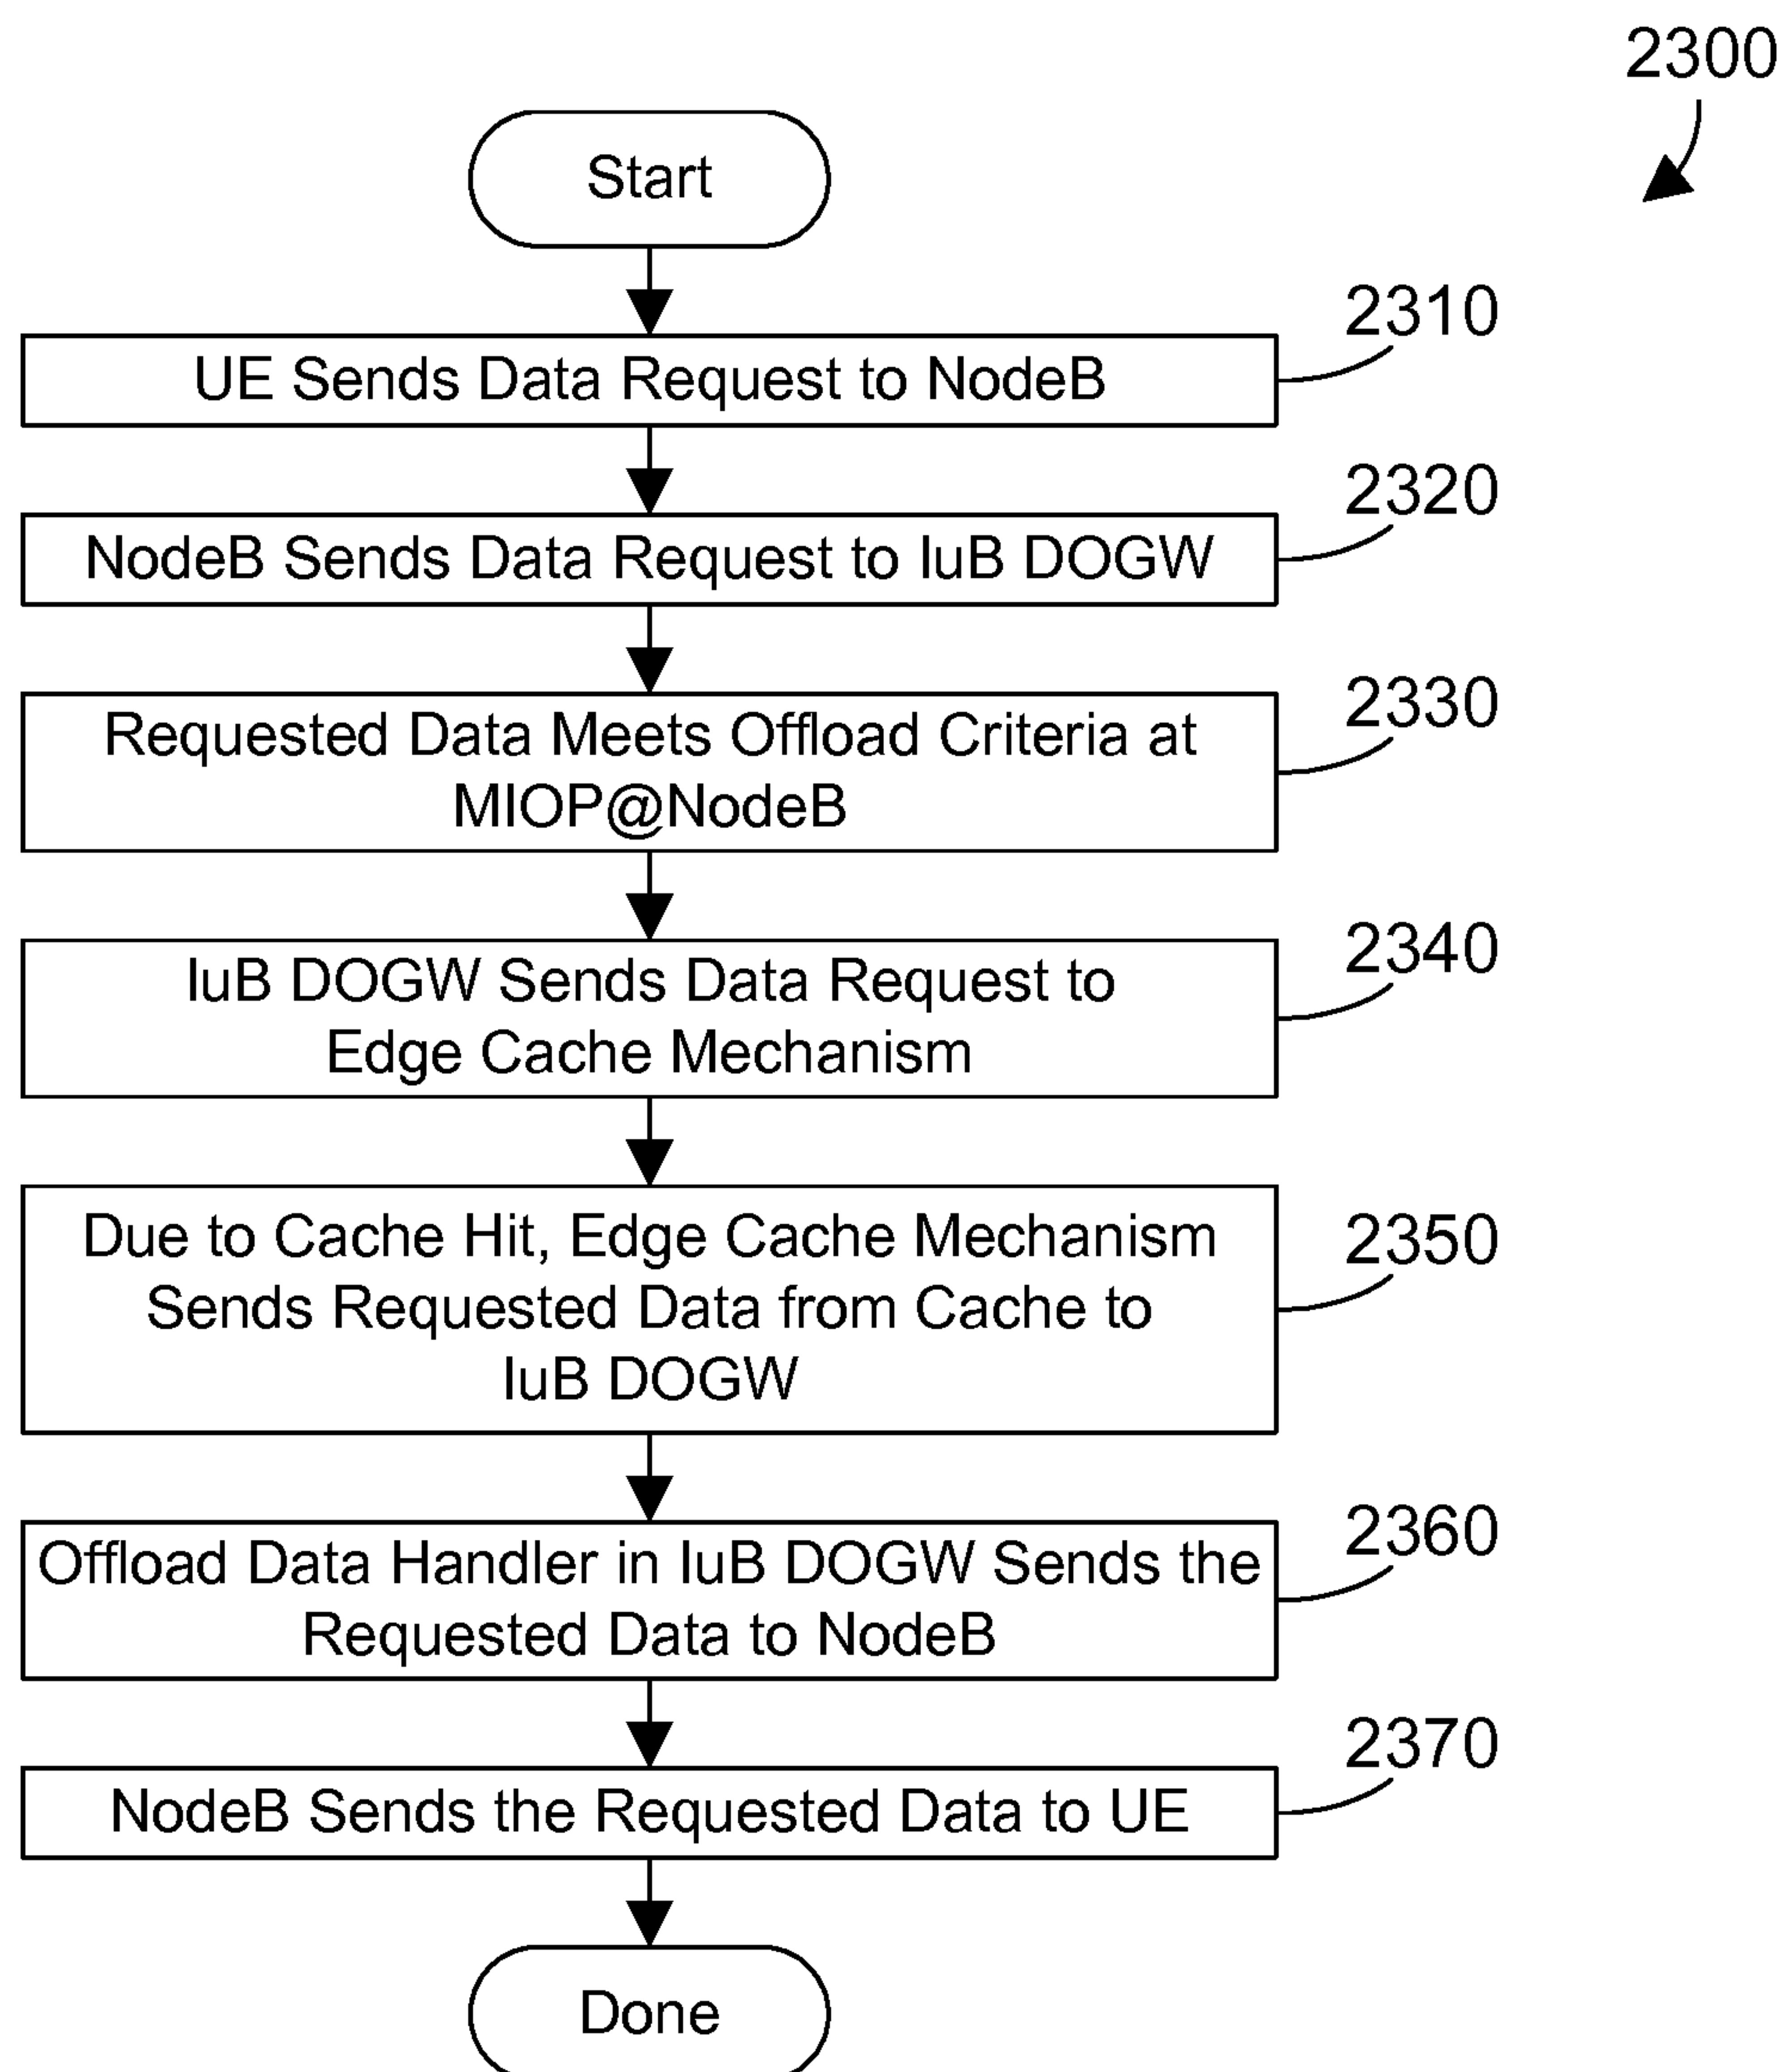 2300
Start
2310
UE Sends Data Request to NodeB
2320
NodeB Sends Data Request to IuB DOGW
2330
Requested Data Meets Offload Criteria at
MIOP@NodeB
2340
IuB DOGW Sends Data Request to
Edge Cache Mechanism
2350
Due to Cache Hit, Edge Cache Mechanism
Sends Requested Data from Cache to
IuB DOGW
2360
Offload Data Handler in IuB DOGW Sends the
Requested Data to NodeB
2370
NodeB Sends the Requested Data to UE
Done